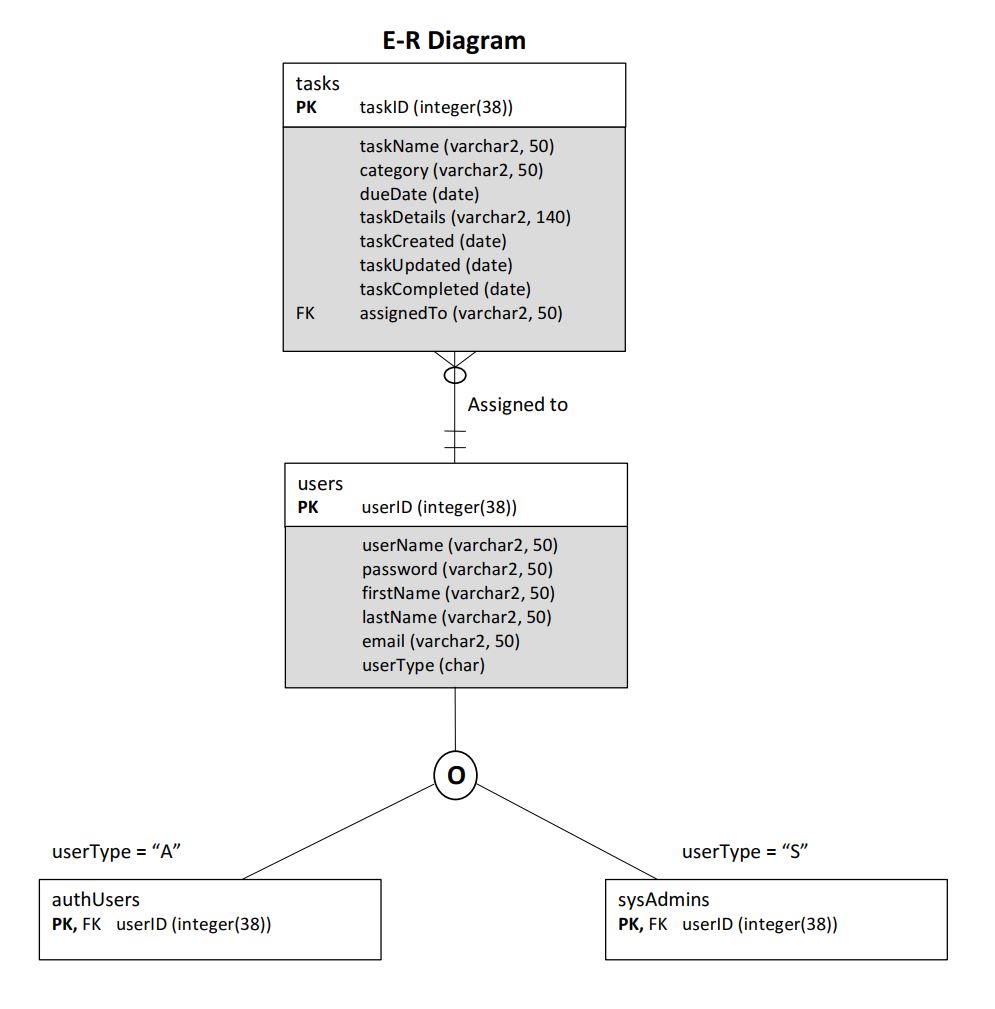 E-R Diagram
tasks
PK taskID (integer(38))
taskName (varchar2, 50)
category (varchar2, 50)
dueDate (date)
taskDetails (varchar2, 140)
taskCreated (date)
taskUpdated (date)
taskCompleted (date)
FK assignedTo (varchar2, 50)
Assigned to
users
PK userID (integer(38))
userName (varchar2, 50)
password (varchar2, 50)
firstName (varchar2, 50)
lastName (varchar2, 50)
email (varchar2, 50)
userType (char)
O
userType = “A”
userType = “S”
authUsers
PK, FK userID (integer(38))
sysAdmins
PK, FK userID (integer(38))